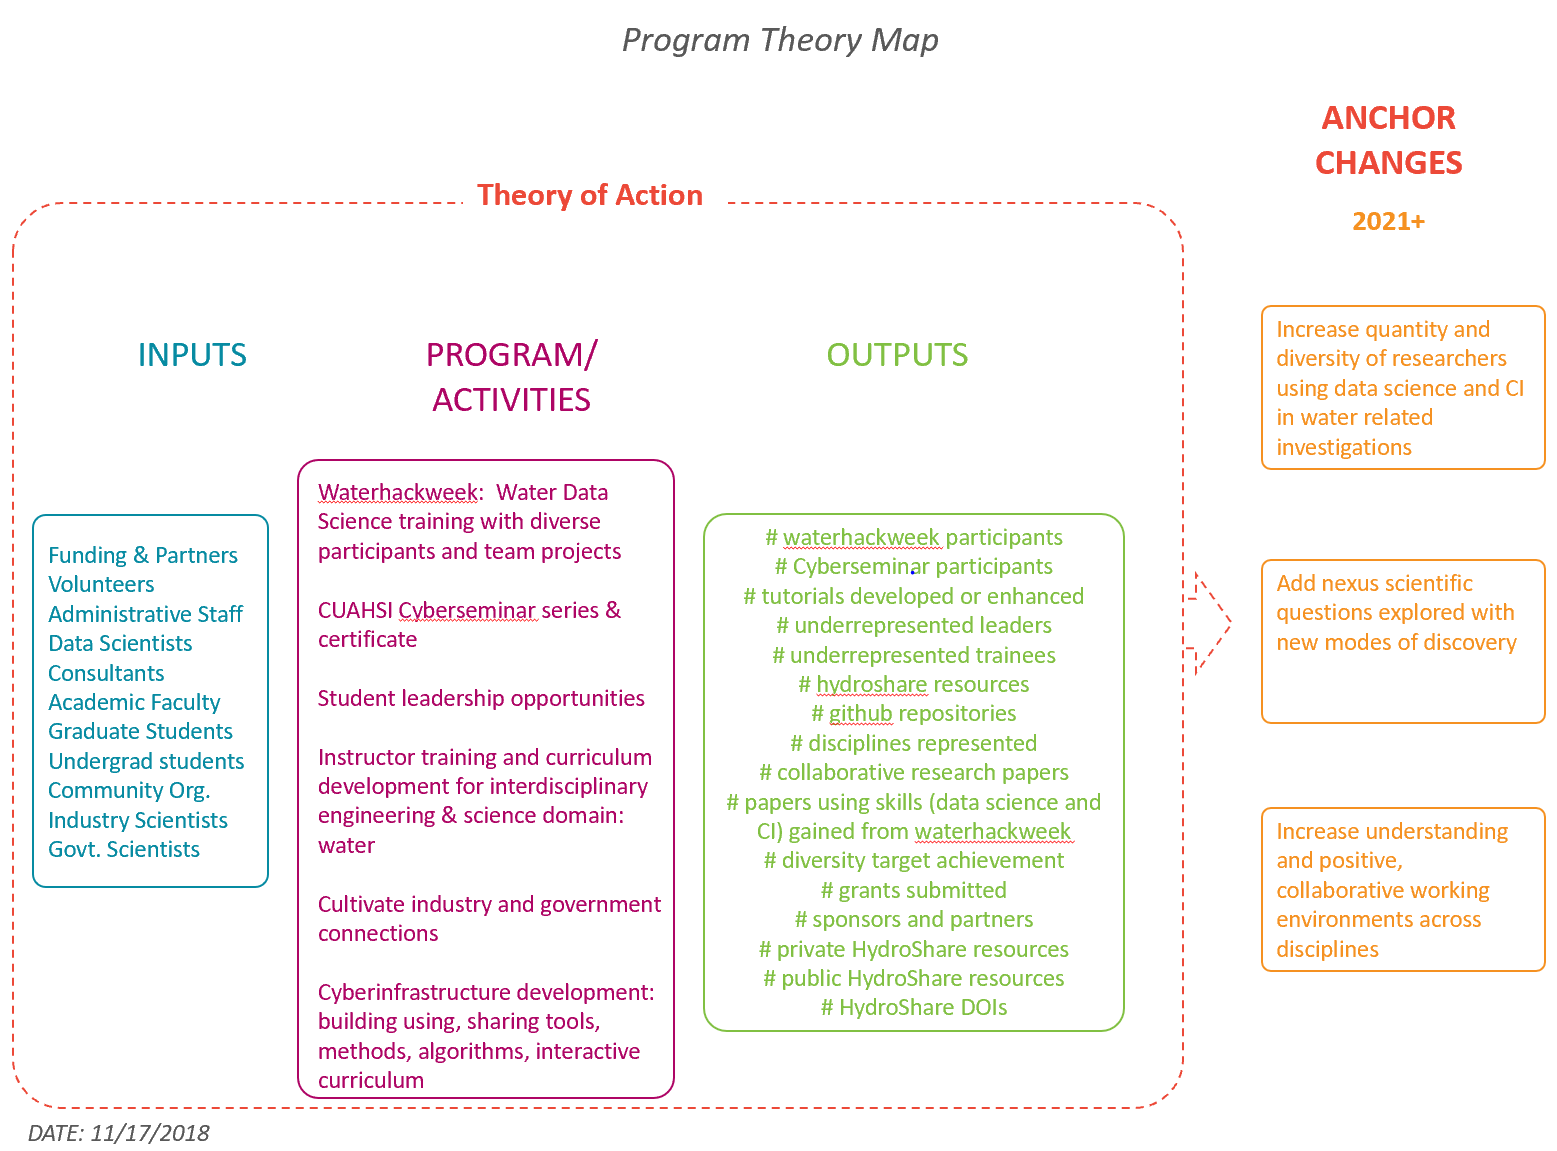 Program Theory Map
ANCHOR
CHANGES
2021+
Theory of Action
INPUTS
PROGRAM/
ACTIVITIES
OUTPUTS
Funding & Partners
Volunteers
Administrative Staff
Data Scientists
Consultants
Academic Faculty
Graduate Students
Undergrad students
Community Org.
Industry Scientists
Govt. Scientists
Waterhackweek:  Water Data
Science training with diverse
participants and team projects
CUAHSI Cyberseminar series &
certificate
Student leadership opportunities
Instructor training and curriculum
development for interdisciplinary
engineering & science domain:
water
Cultivate industry and government
connections
Cyberinfrastructure development:
building using, sharing tools,
methods, algorithms, interactive
curriculum
# waterhackweek participants
# Cyberseminar participants
# tutorials developed or enhanced
# underrepresented leaders
# underrepresented trainees
# hydroshare resources
# github repositories
# disciplines represented
# collaborative research papers
# papers using skills (data science and
CI) gained from waterhackweek
# diversity target achievement
# grants submitted
# sponsors and partners
# private HydroShare resources
# public HydroShare resources
# HydroShare DOIs
Increase quantity and
diversity of researchers
using data science and CI
in water related
investigations
Add nexus scientific
questions explored with
new modes of discovery
Increase understanding
and positive,
collaborative working
environments across
disciplines
DATE: 11/17/2018